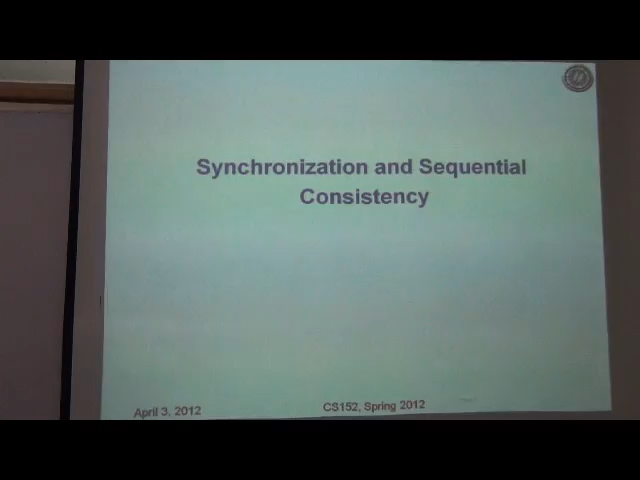 Synchronization and Sequential
Consistency
April 3, 2012
CS152, Spring 2012